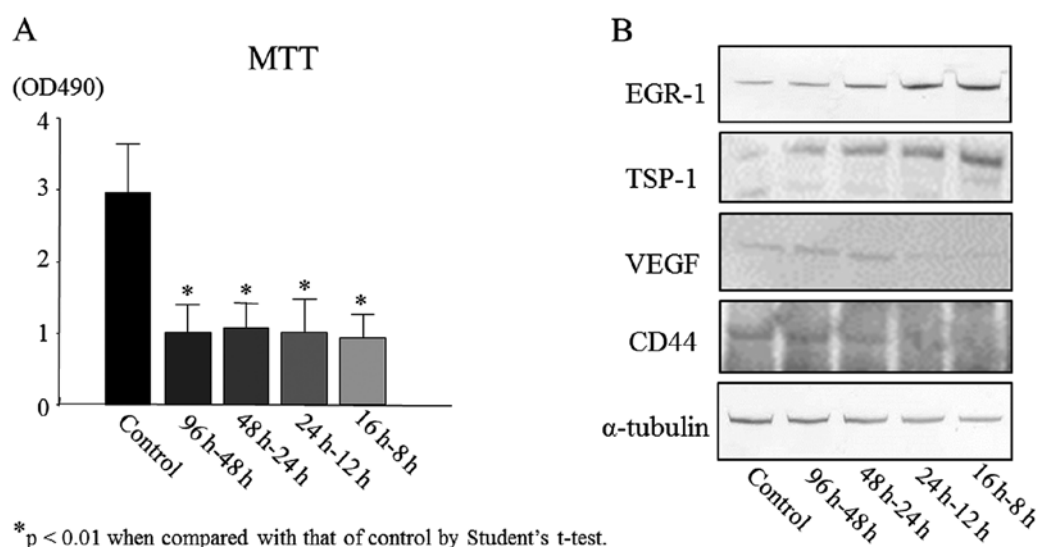 A
MTT
(OD490)
4
3
2
1
0
* * * *
Control
96 h-48 h
48 h-24 h
24 h-12 h
16 h-8 h
*p < 0.01 when compared with that of control by Student's t-test.
B
EGR-1
TSP-1
VEGF
CD44
α-tubulin
Control
96 h-48 h
48 h-24 h
24 h-12 h
16 h-8 h